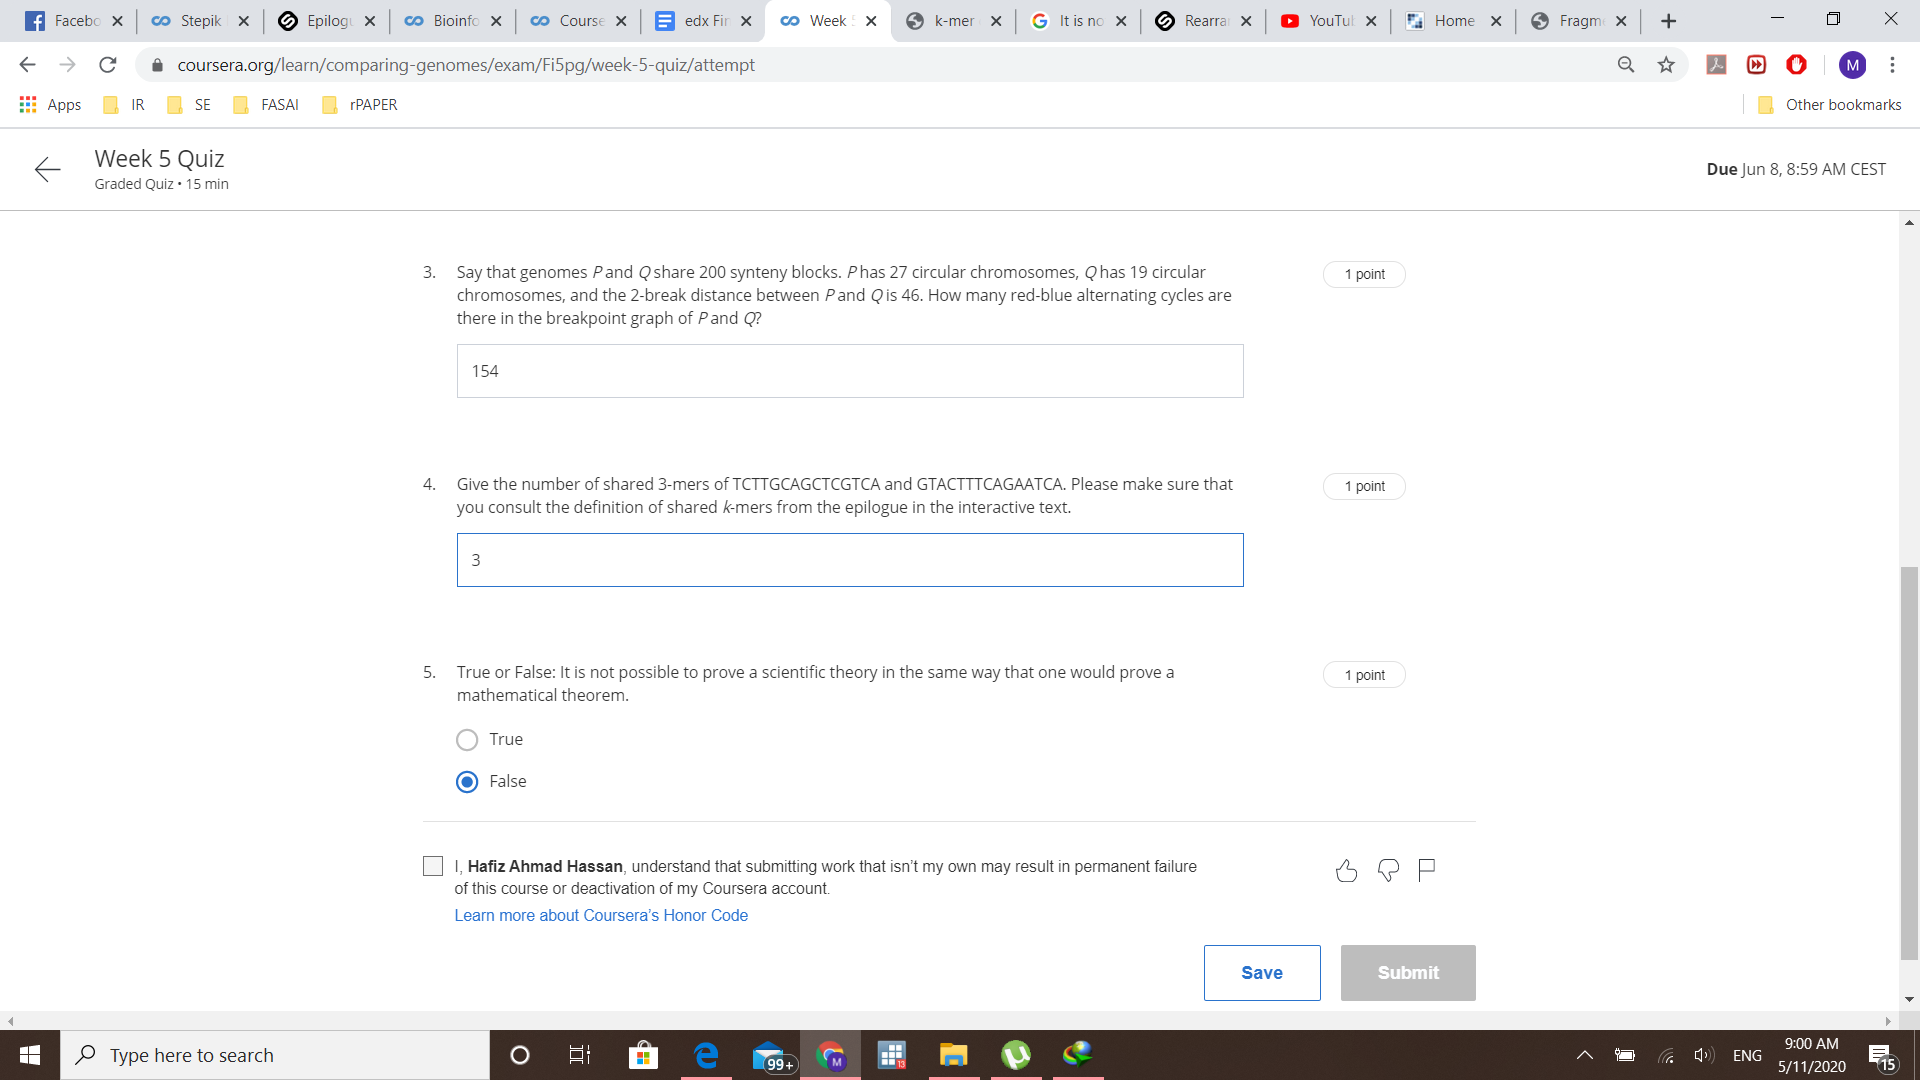 Facebo
Stepik
Epilogu
Bioinfo
Course
edx Fin
Week 5
k-mer
It is no
Rearra
YouTub
Home
Fragme
coursera.org/learn/comparing-genomes/exam/Fi5pg/week-5-quiz/attempt
M
Apps IR SE FASAI rPAPER Other bookmarks
Week 5 Quiz
Graded Quiz • 15 min
Due Jun 8, 8:59 AM CEST
3. Say that genomes P and Q share 200 synteny blocks. P has 27 circular chromosomes, Q has 19 circular
chromosomes, and the 2-break distance between P and Q is 46. How many red-blue alternating cycles are
there in the breakpoint graph of P and Q?
1 point
154
4. Give the number of shared 3-mers of TCTTGCAGCTCGTCA and GTACTTTCAGAATCA. Please make sure that
you consult the definition of shared k-mers from the epilogue in the interactive text.
1 point
3
5. True or False: It is not possible to prove a scientific theory in the same way that one would prove a
mathematical theorem.
1 point
True
False
I, Hafiz Ahmad Hassan, understand that submitting work that isn't my own may result in permanent failure
of this course or deactivation of my Coursera account.
Learn more about Coursera's Honor Code
Save
Submit
Type here to search
99+
M
13
ENG
9:00 AM
5/11/2020
15